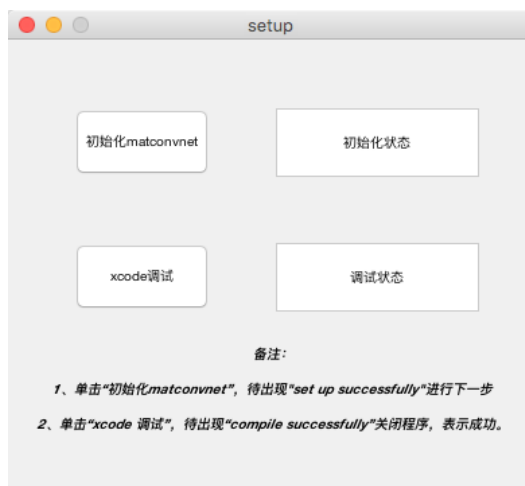 setup
初始化matconvnet
初始化状态
xcode调试
调试状态
备注：
1、单击“初始化matconvnet”，待出现"set up successfully"进行下一步
2、单击“xcode 调试”，待出现“compile successfully”关闭程序，表示成功。